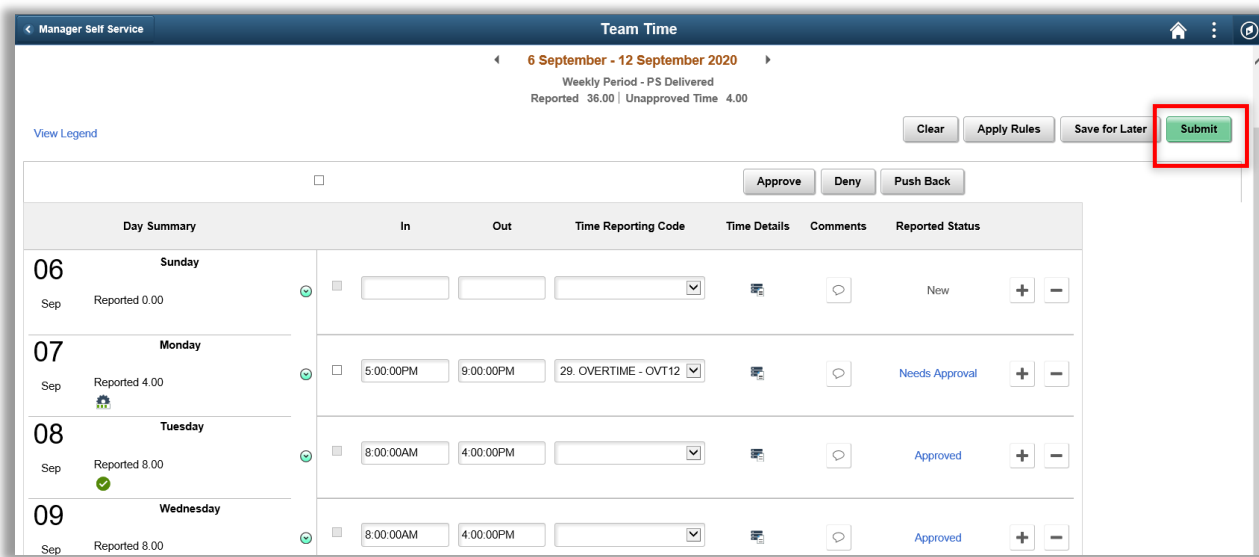 Manager Self Service Team Time
6 September - 12 September 2020
Weekly Period - PS Delivered
Reported 36.00 | Unapproved Time 4.00
View Legend Clear Apply Rules Save for Later Submit
Approve Deny Push Back
Day Summary In Out Time Reporting Code Time Details Comments Reported Status
06 Sunday
Sep Reported 0.00 New
07 Monday
Sep Reported 4.00 5:00:00PM 9:00:00PM 29. OVERTIME - OVT12 Needs Approval
08 Tuesday
Sep Reported 8.00 8:00:00AM 4:00:00PM Approved
09 Wednesday
Sep Reported 8.00 8:00:00AM 4:00:00PM Approved